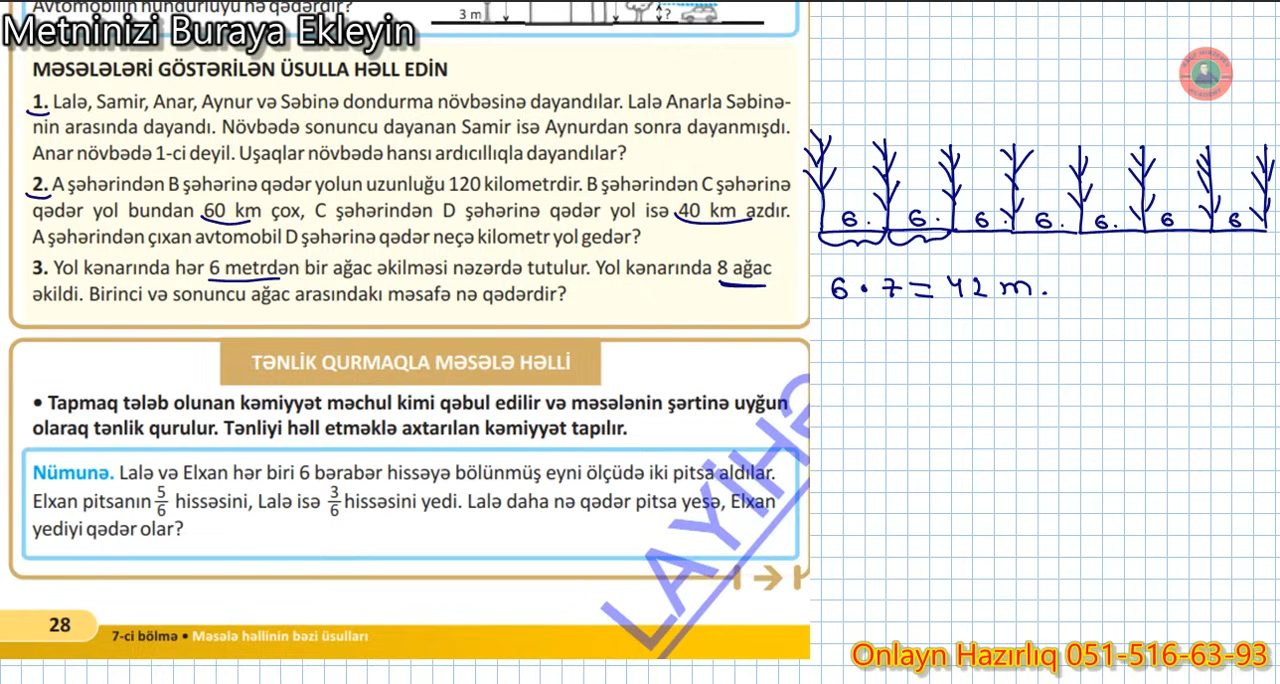 Avtomobilin hündürlüyü nə qədərdir?
3 m
?
Metninizi Buraya Ekleyin
MƏSƏLƏLƏRİ GÖSTƏRİLƏN ÜSULLA HƏLL EDİN
1. Lalə, Samir, Anar, Aynur və Səbinə dondurma növbəsinə dayandılar. Lalə Anarla Səbinə-
nin arasında dayandı. Növbədə sonuncu dayanan Samir isə Aynurdan sonra dayanmışdı.
Anar növbədə 1-ci deyil. Uşaqlar növbədə hansı ardıcıllıqla dayandılar?
2. A şəhərindən B şəhərinə qədər yolun uzunluğu 120 kilometrdir. B şəhərindən C şəhərinə
qədər yol bundan 60 km çox, C şəhərindən D şəhərinə qədər yol isə 40 km azdır.
A şəhərindən çıxan avtomobil D şəhərinə qədər neçə kilometr yol gedər?
3. Yol kənarında hər 6 metrdən bir ağac əkilməsi nəzərdə tutulur. Yol kənarında 8 ağac
əkildi. Birinci və sonuncu ağac arasındakı məsafə nə qədərdir?
6. 6. 6. 6. 6. 6 6
6 · 7 = 42 m.
TƏNLİK QURMAQLA MƏSƏLƏ HƏLLİ
• Tapmaq tələb olunan kəmiyyət məchul kimi qəbul edilir və məsələnin şərtinə uyğun
olaraq tənlik qurulur. Tənliyi həll etməklə axtarılan kəmiyyət tapılır.
Nümunə. Lalə və Elxan hər biri 6 bərabər hissəyə bölünmüş eyni ölçüdə iki pitsa aldılar.
Elxan pitsanın 5/6 hissəsini, Lalə isə 3/6 hissəsini yedi. Lalə daha nə qədər pitsa yesə, Elxan
yediyi qədər olar?
LAYİHƏ
28
7-ci bölmə • Məsələ həllinin bəzi üsulları
Onlayn Hazırlıq 051-516-63-93